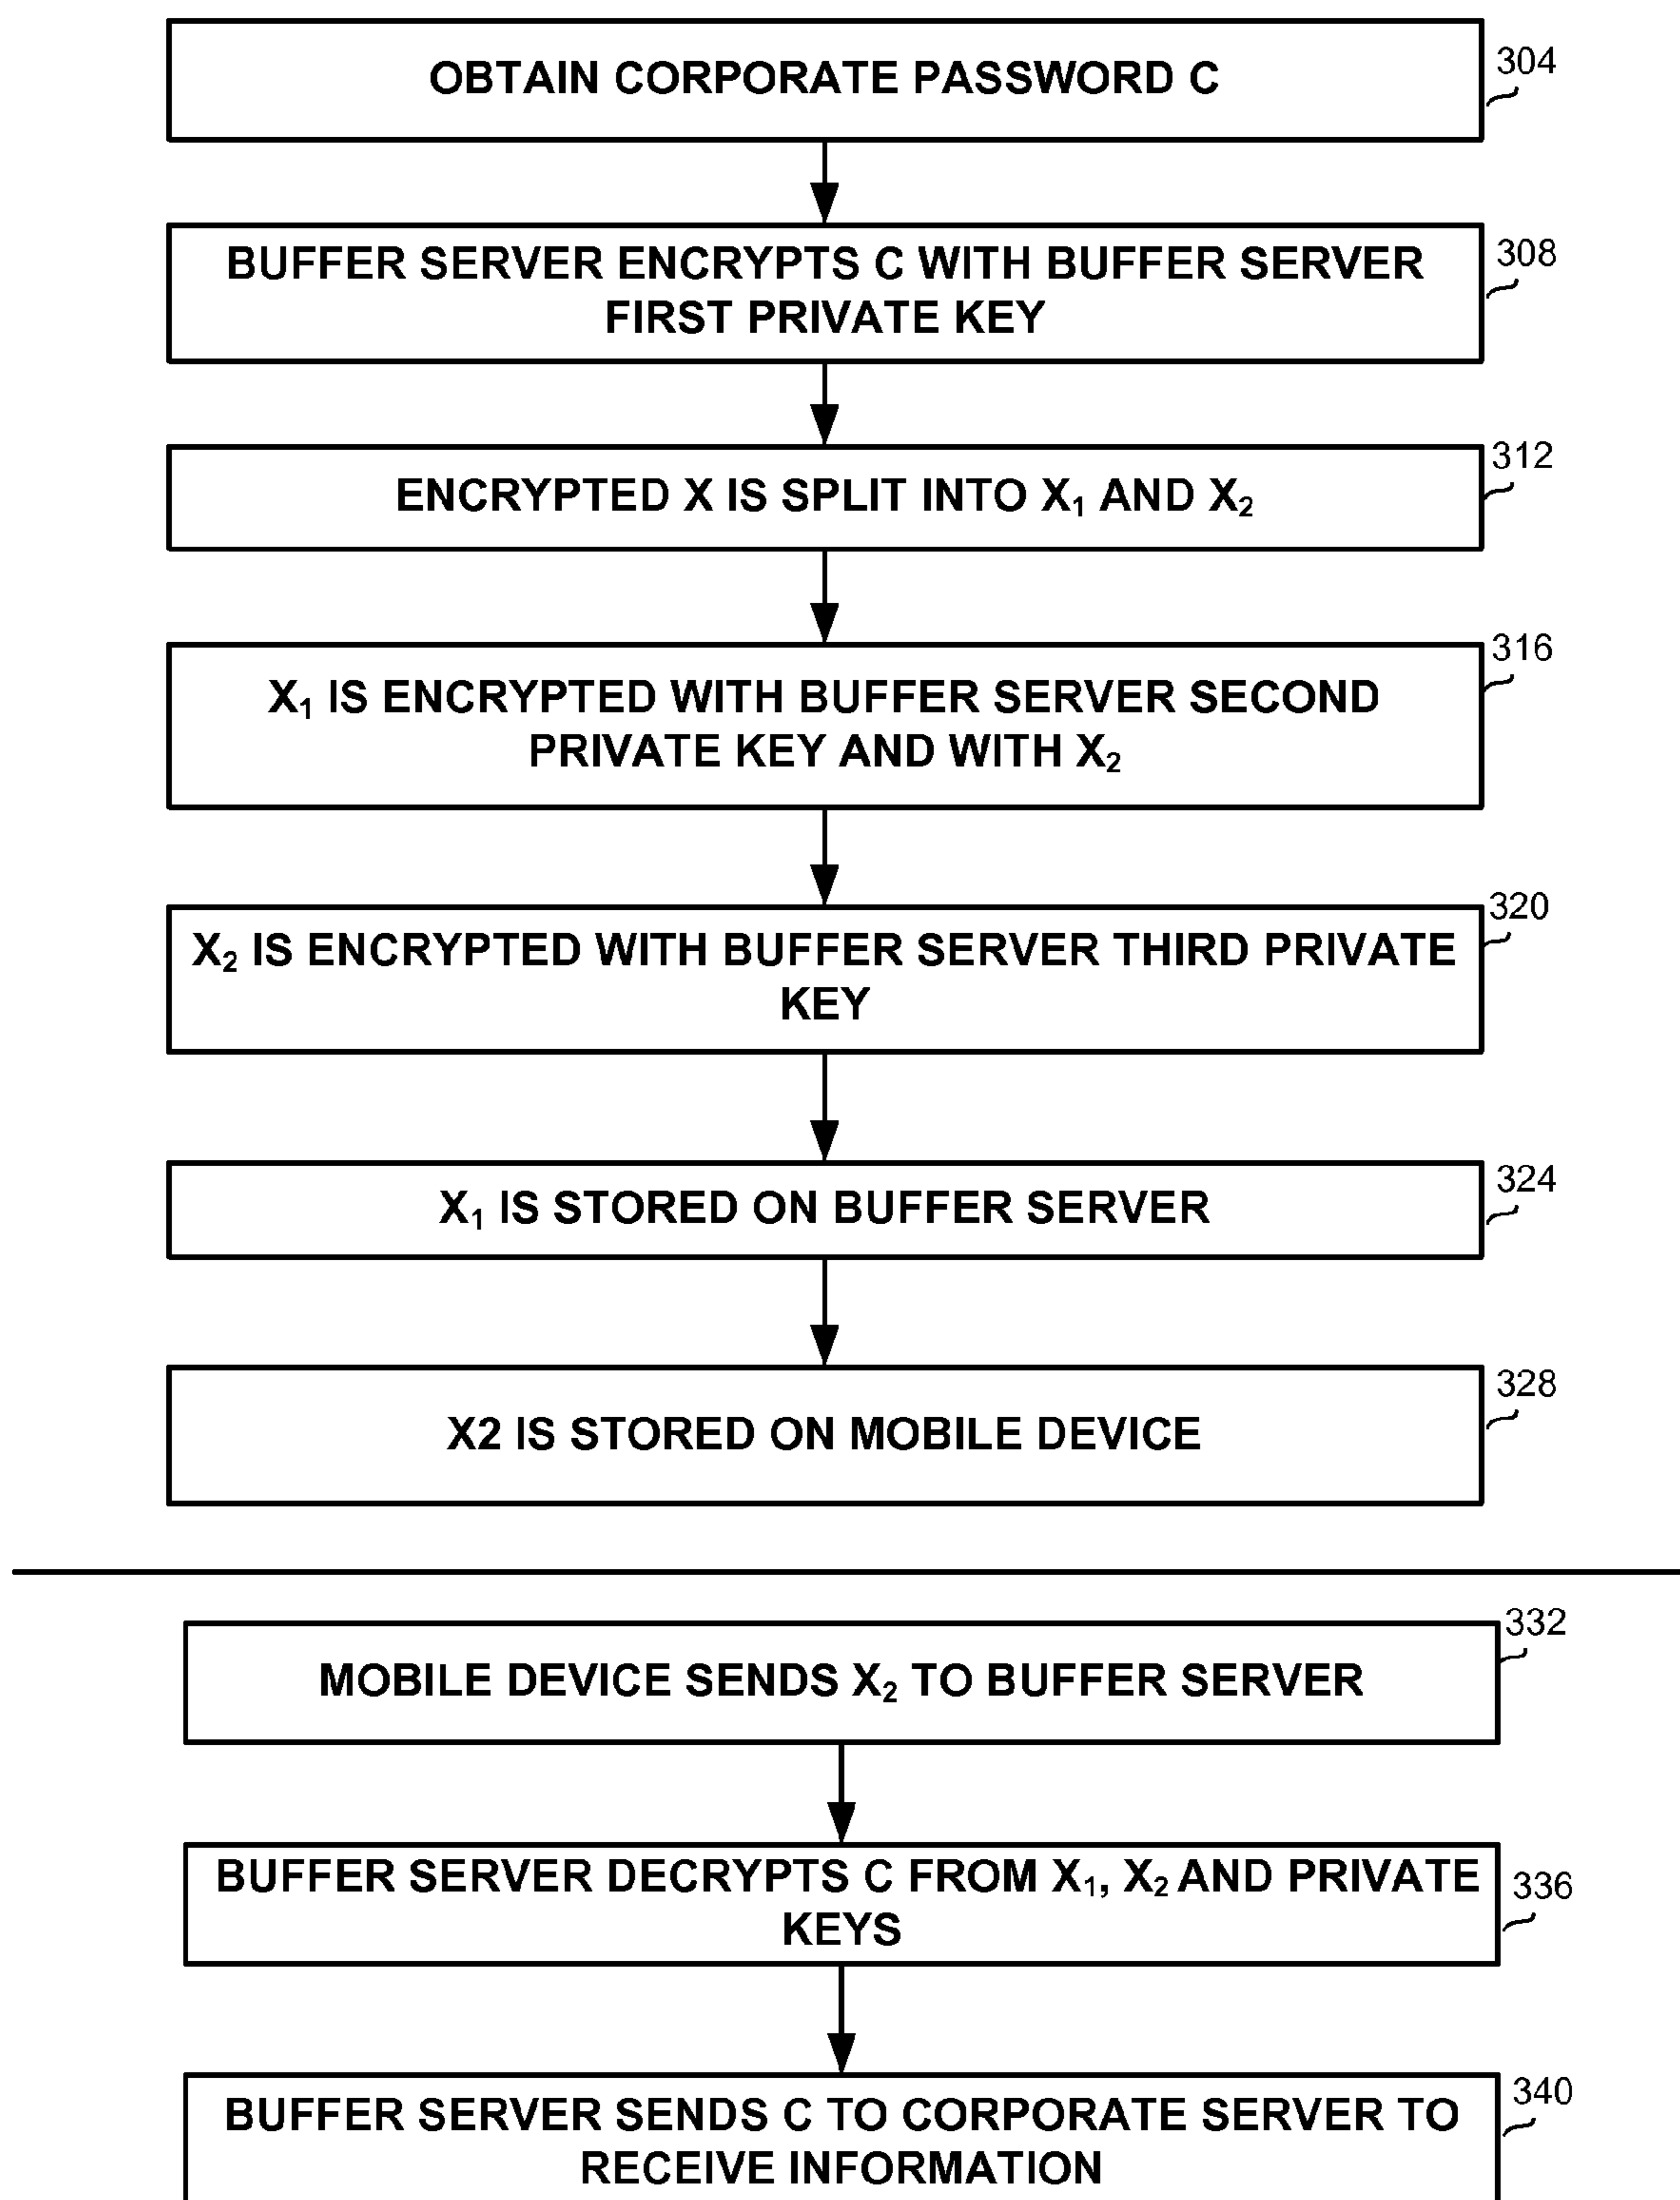 OBTAIN CORPORATE PASSWORD C
304
BUFFER SERVER ENCRYPTS C WITH BUFFER SERVER
FIRST PRIVATE KEY
308
ENCRYPTED X IS SPLIT INTO X₁ AND X₂
312
X₁ IS ENCRYPTED WITH BUFFER SERVER SECOND
PRIVATE KEY AND WITH X₂
316
X₂ IS ENCRYPTED WITH BUFFER SERVER THIRD PRIVATE
KEY
320
X₁ IS STORED ON BUFFER SERVER
324
X2 IS STORED ON MOBILE DEVICE
328
MOBILE DEVICE SENDS X₂ TO BUFFER SERVER
332
BUFFER SERVER DECRYPTS C FROM X₁, X₂ AND PRIVATE
KEYS
336
BUFFER SERVER SENDS C TO CORPORATE SERVER TO
RECEIVE INFORMATION
340